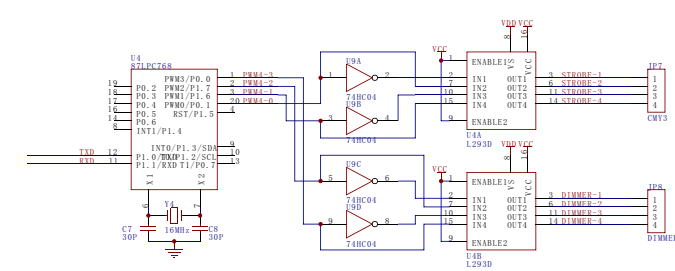 U4
87LPC768
19 P0.2
18 P0.3
17 P0.4
16 P0.5
14 P0.6
8 INT1/P1.4
PWM3/P0.0 1 PWM4-3
PWM2/P1.7 2 PWM4-2
PWM1/P1.6 3 PWM4-1
PWM0/P0.1 20 PWM4-0
RST/P1.5 4
INT0/P1.3/SDA 9
TXD 12 P1.0/TXD
P1.2/SCL 10
RXD 11 P1.1/RXD
T1/P0.7 13
X1
X2
6
7
Y4
16MHz
C7
30P
C8
30P
U9A
1
2
74HC04
U9B
3
4
74HC04
U9C
5
6
74HC04
U9D
9
8
74HC04
VDD VCC
8
16
VCC
1 ENABLE1
VS
VCC
2 IN1
7 IN2
10 IN3
15 IN4
9 ENABLE2
OUT1 3 STROBE-1
OUT2 6 STROBE-2
OUT3 11 STROBE-3
OUT4 14 STROBE-4
U4A
L293D
JP7
1
2
3
4
CMY3
VDD VCC
8
16
VCC
1 ENABLE1
VS
VCC
2 IN1
7 IN2
10 IN3
15 IN4
9 ENABLE2
OUT1 3 DIMMER-1
OUT2 6 DIMMER-2
OUT3 11 DIMMER-3
OUT4 14 DIMMER-4
U4B
L293D
JP8
1
2
3
4
DIMMER